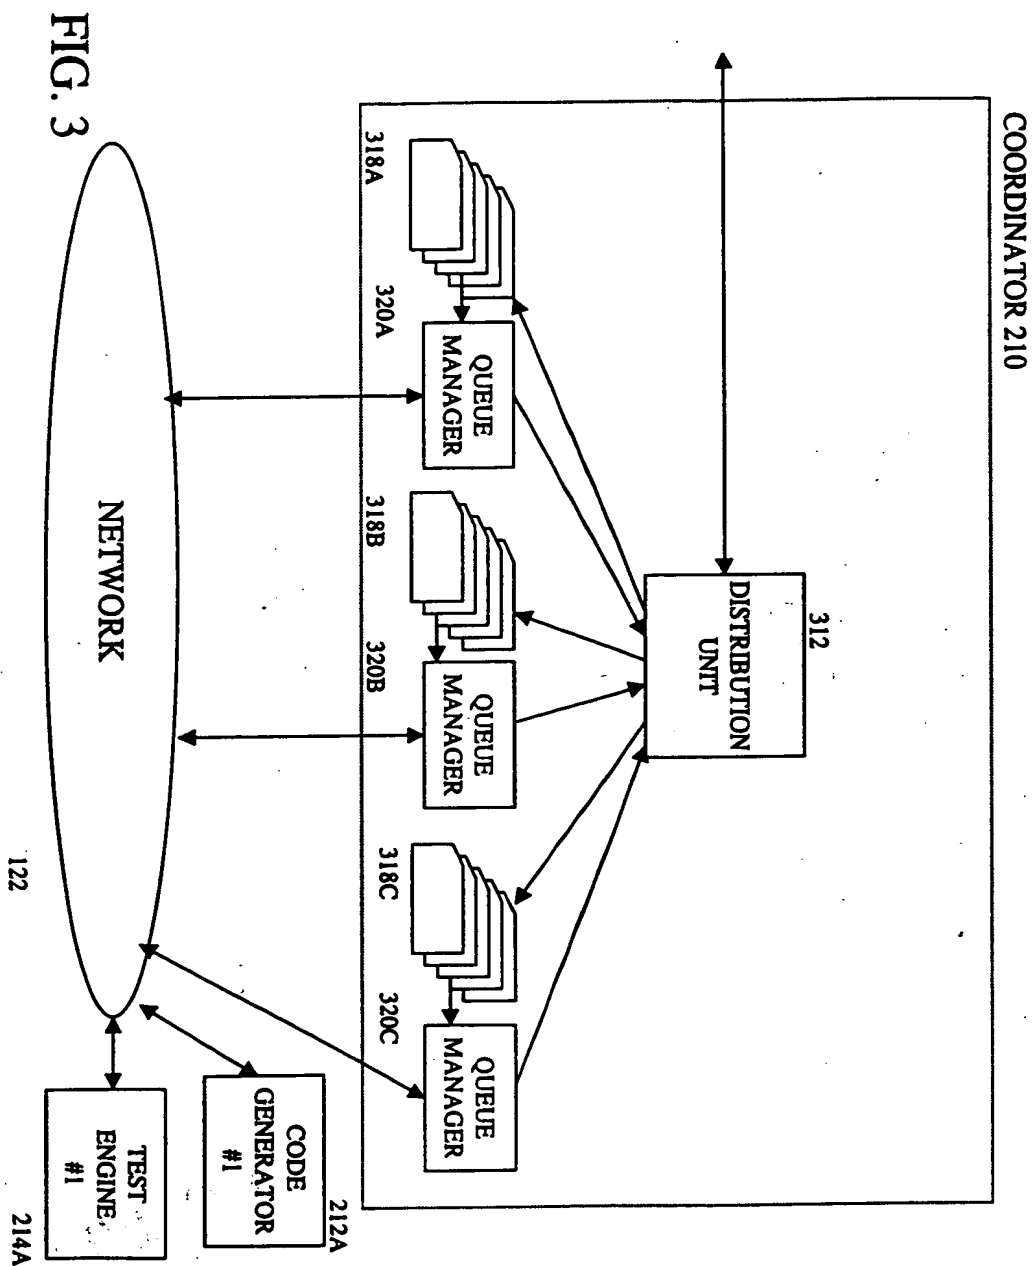 COORDINATOR 210
312
DISTRIBUTION
UNIT
318A
320A
QUEUE
MANAGER
318B
320B
QUEUE
MANAGER
318C
320C
QUEUE
MANAGER
NETWORK
122
CODE
GENERATOR
#1
212A
TEST
ENGINE
#1
214A
FIG. 3